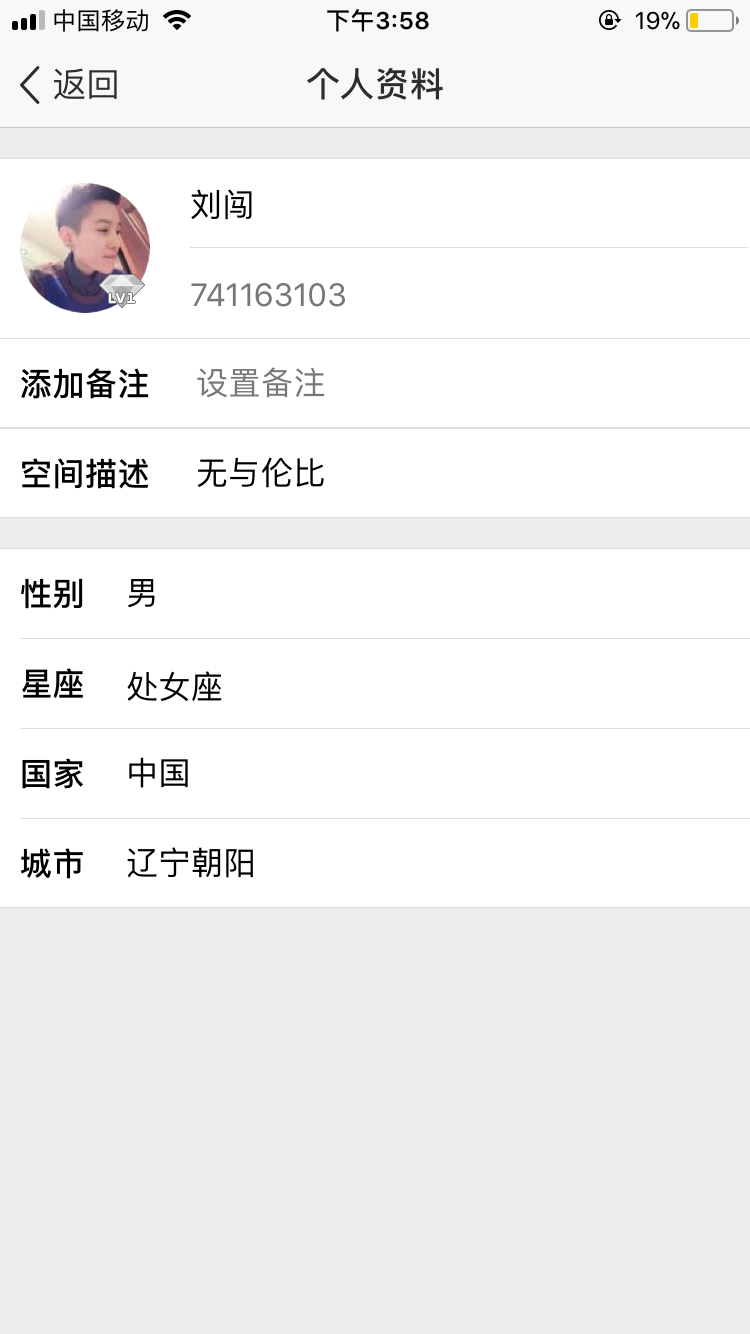 中国移动 下午3:58 19%
返回 个人资料
刘闯
LV1
741163103
添加备注 设置备注
空间描述 无与伦比
性别 男
星座 处女座
国家 中国
城市 辽宁朝阳